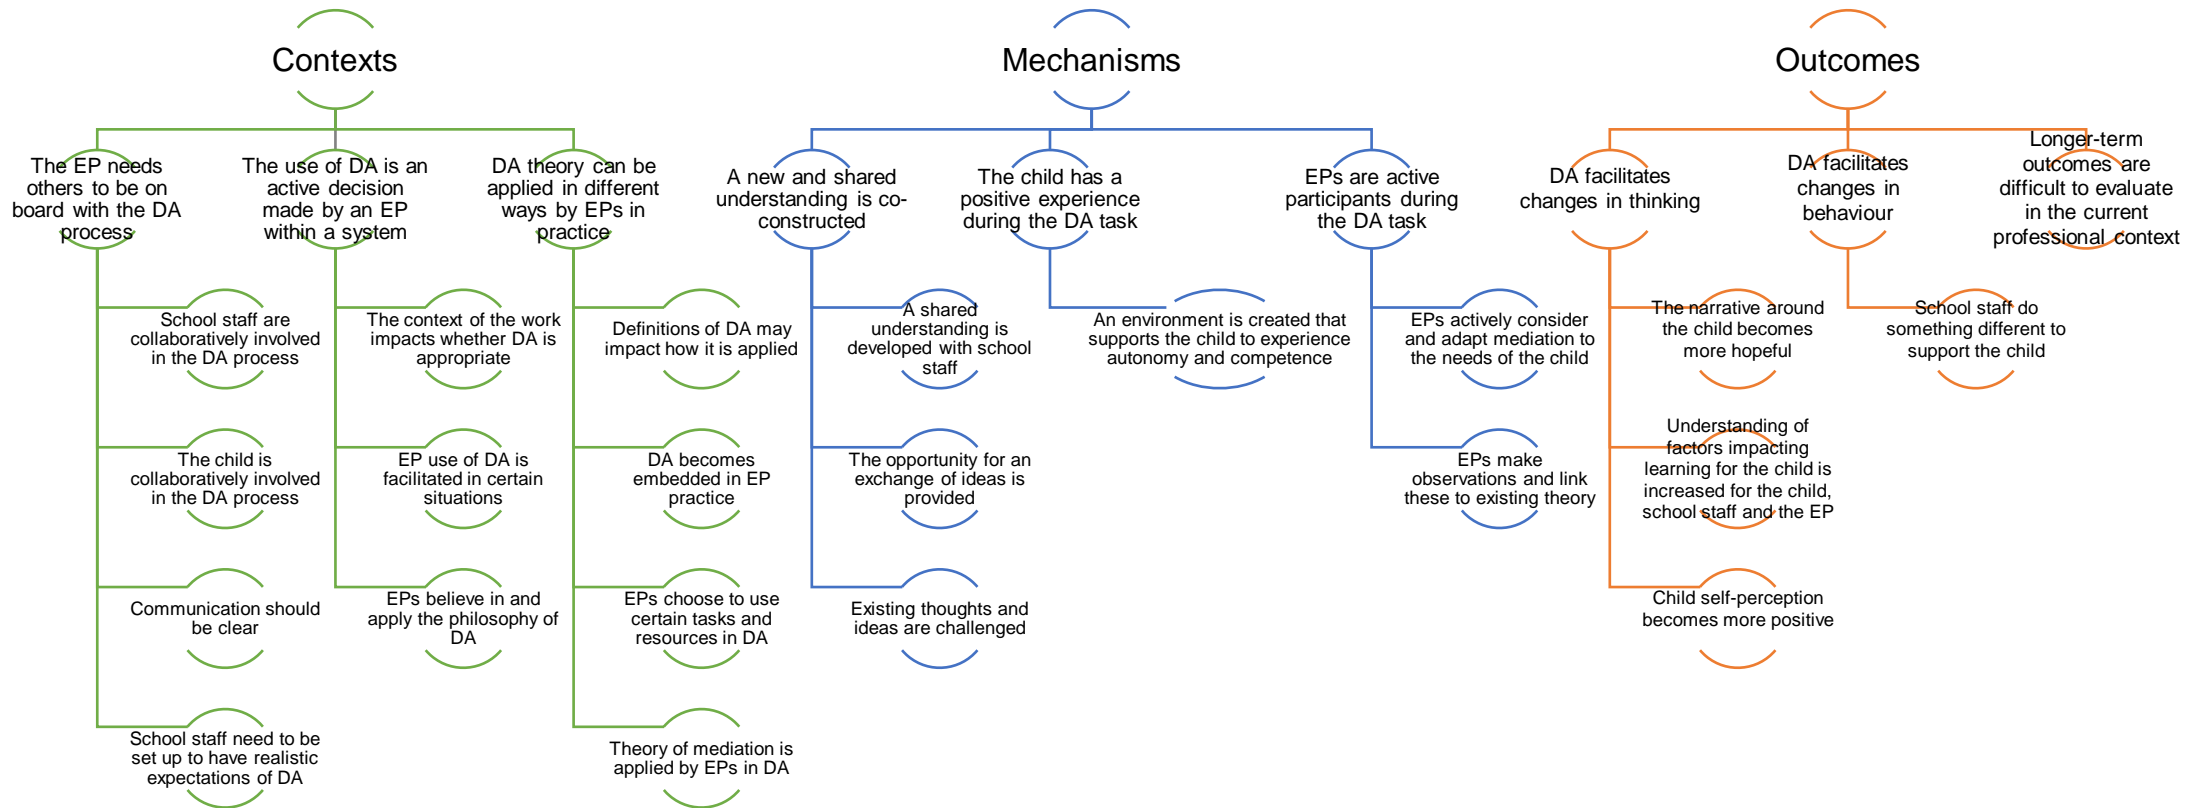 Contexts
The EP needs
others to be on
board with the DA
process
School staff are
collaboratively involved
in the DA process
The child is
collaboratively involved
in the DA process
Communication should
be clear
School staff need to be
set up to have realistic
expectations of DA
The use of DA is an
active decision
made by an EP
within a system
The context of the work
impacts whether DA is
appropriate
EP use of DA is
facilitated in certain
situations
EPs believe in and
apply the philosophy of
DA
DA theory can be
applied in different
ways by EPs in
practice
Definitions of DA may
impact how it is applied
DA becomes
embedded in EP
practice
EPs choose to use
certain tasks and
resources in DA
Theory of mediation is
applied by EPs in DA
Mechanisms
A new and shared
understanding is co-
constructed
A shared
understanding is
developed with school
staff
The opportunity for an
exchange of ideas is
provided
Existing thoughts and
ideas are challenged
The child has a
positive experience
during the DA task
An environment is created that
supports the child to experience
autonomy and competence
EPs are active
participants during
the DA task
EPs actively consider
and adapt mediation to
the needs of the child
EPs make
observations and link
these to existing theory
Outcomes
DA facilitates
changes in thinking
The narrative around
the child becomes
more hopeful
Understanding of
factors impacting
learning for the child is
increased for the child,
school staff and the EP
Child self-perception
becomes more positive
DA facilitates
changes in
behaviour
School staff do
something different to
support the child
Longer-term
outcomes are
difficult to evaluate
in the current
professional context